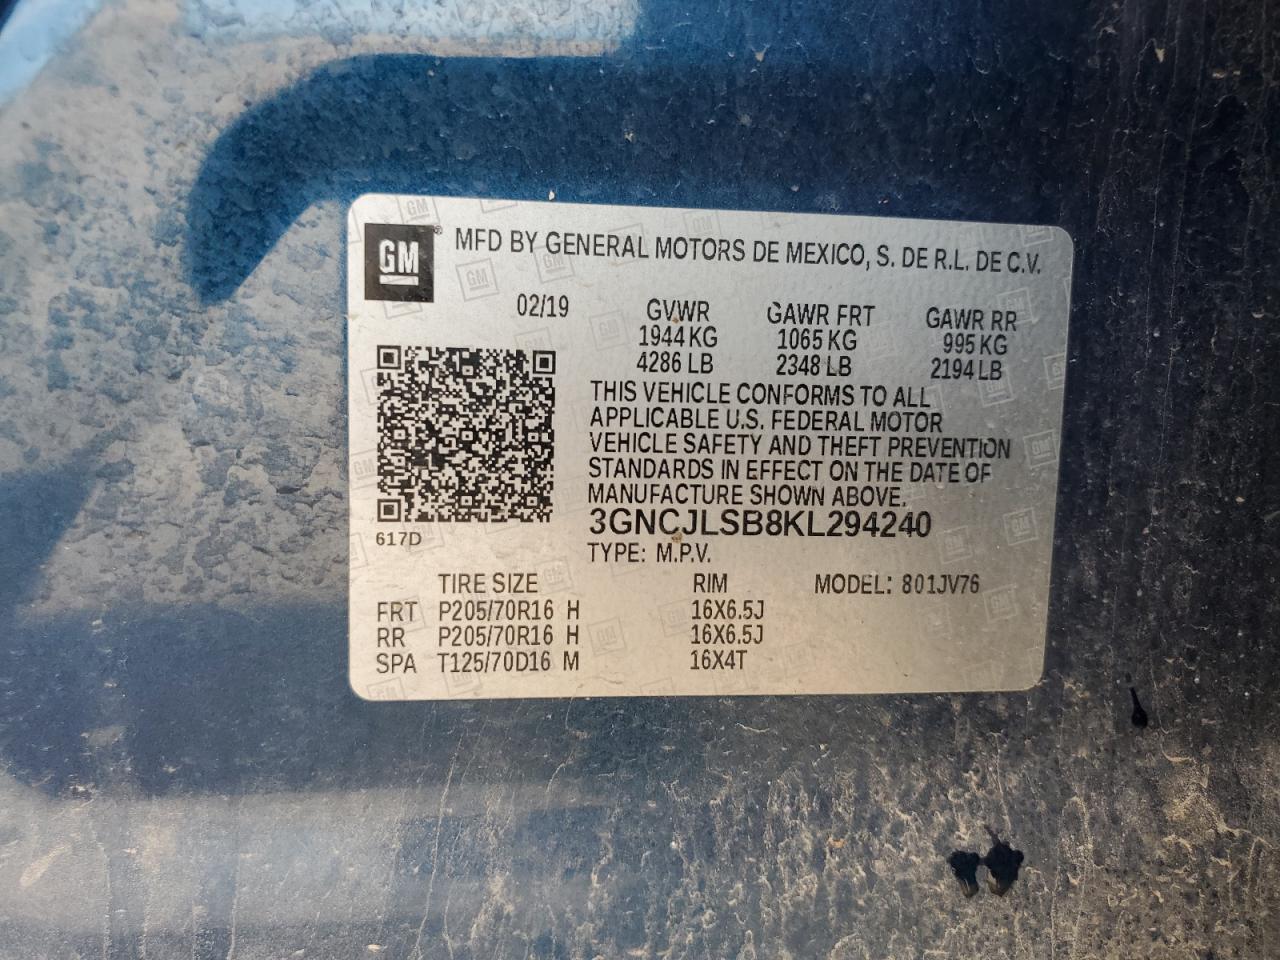 GM ® MFD BY GENERAL MOTORS DE MEXICO, S. DE R.L. DE C.V.
02/19 GVWR GAWR FRT GAWR RR
1944 KG 1065 KG 995 KG
4286 LB 2348 LB 2194 LB
THIS VEHICLE CONFORMS TO ALL
APPLICABLE U.S. FEDERAL MOTOR
VEHICLE SAFETY AND THEFT PREVENTION
STANDARDS IN EFFECT ON THE DATE OF
MANUFACTURE SHOWN ABOVE.
3GNCJLSB8KL294240
617D TYPE: M.P.V.
TIRE SIZE RIM MODEL: 801JV76
FRT P205/70R16 H 16X6.5J
RR P205/70R16 H 16X6.5J
SPA T125/70D16 M 16X4T